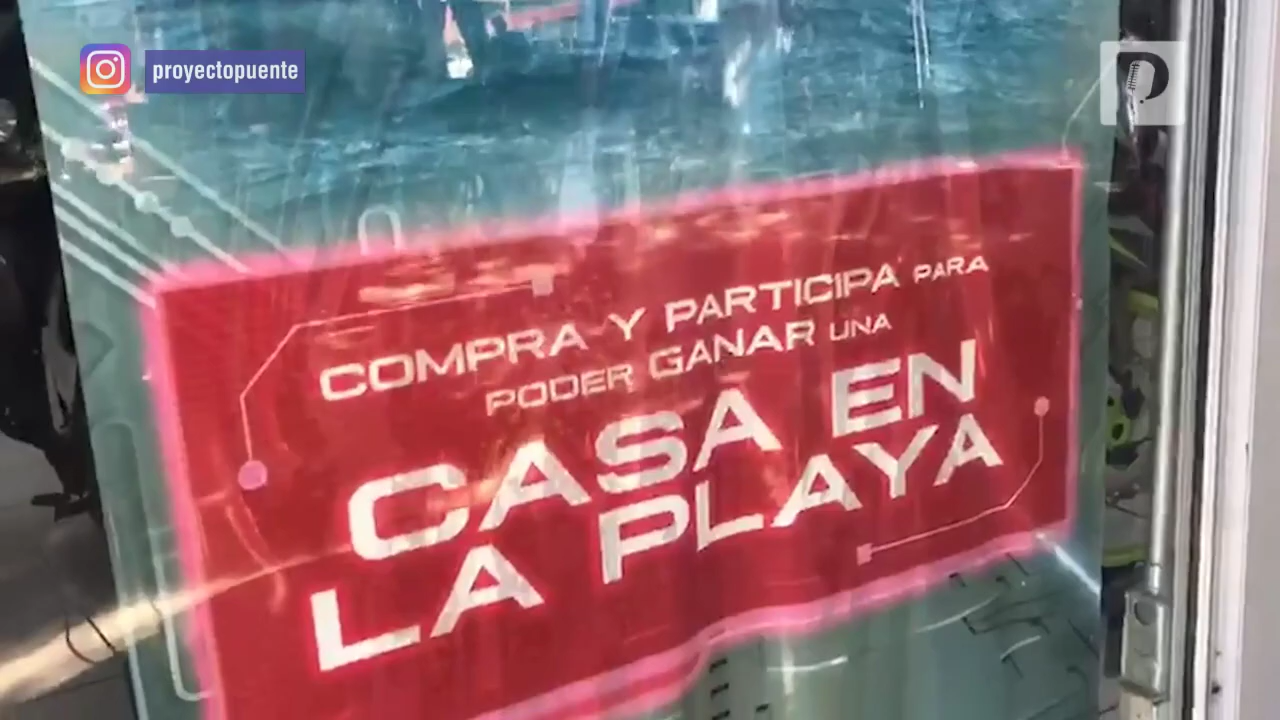 proyectopuente
COMPRA Y PARTICIPA PARA
PODER GANAR UNA
CASA EN
LA PLAYA